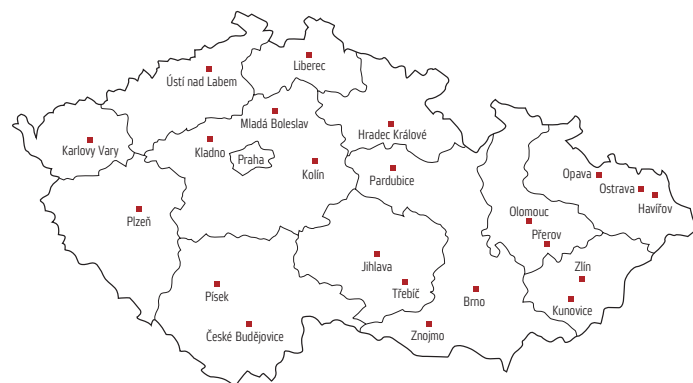 Liberec
Ústí nad Labem
Mladá Boleslav
Hradec Králové
Karlovy Vary
Kladno
Praha
Kolín
Pardubice
Opava
Ostrava
Havířov
Plzeň
Olomouc
Přerov
Jihlava
Zlín
Třebíč
Písek
Brno
Kunovice
České Budějovice
Znojmo